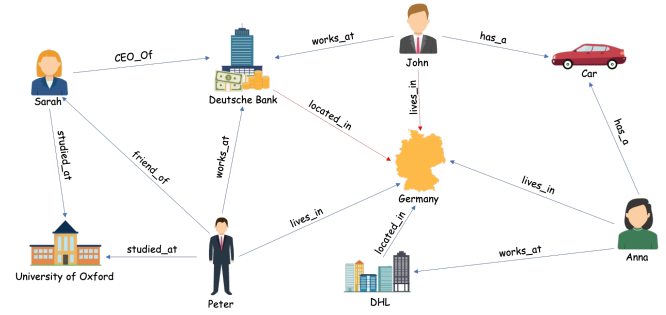 works_at
has_a
CEO_Of
John
Car
Sarah
Deutsche Bank
located_in
lives_in
has_a
studied_at
friend_of
works_at
lives_in
Germany
lives_in
located_in
University of Oxford
studied_at
works_at
Anna
Peter
DHL